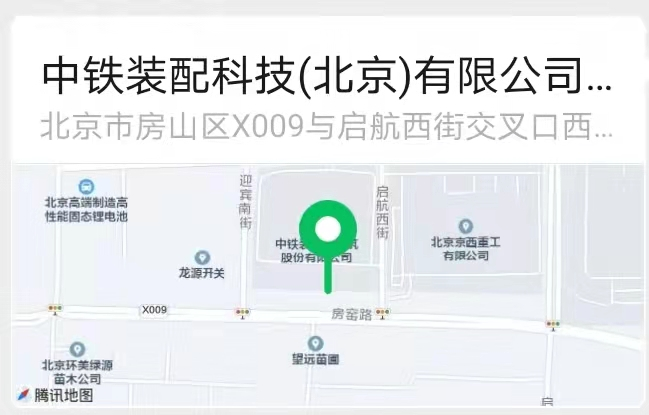 中铁装配科技(北京)有限公司...
北京市房山区X009与启航西街交叉口西...
北京高端制造高
性能固态锂电池
迎宾南街
启航西街
中铁装
筑
股份有限公司
北京京西重工
有限公司
龙源开关
X009
房窑路
北京环美绿源
苗木公司
望远苗圃
启
腾讯地图